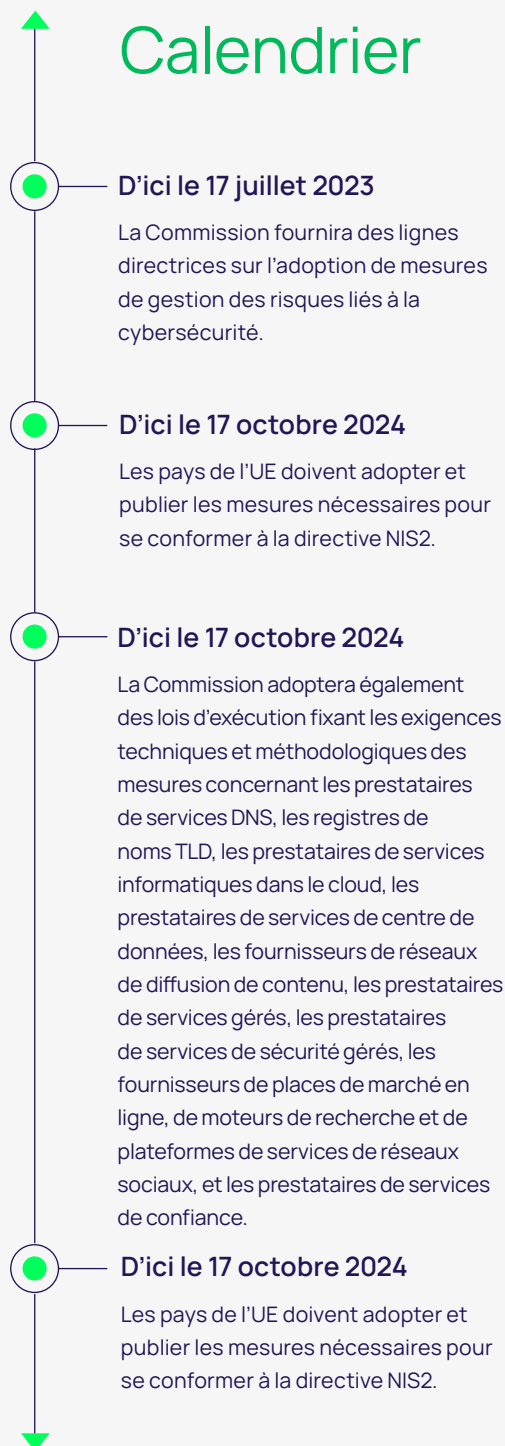 Calendrier
D’ici le 17 juillet 2023
La Commission fournira des lignes
directrices sur l’adoption de mesures
de gestion des risques liés à la
cybersécurité.
D’ici le 17 octobre 2024
Les pays de l’UE doivent adopter et
publier les mesures nécessaires pour
se conformer à la directive NIS2.
D’ici le 17 octobre 2024
La Commission adoptera également
des lois d’exécution fixant les exigences
techniques et méthodologiques des
mesures concernant les prestataires
de services DNS, les registres de
noms TLD, les prestataires de services
informatiques dans le cloud, les
prestataires de services de centre de
données, les fournisseurs de réseaux
de diffusion de contenu, les prestataires
de services gérés, les prestataires
de services de sécurité gérés, les
fournisseurs de places de marché en
ligne, de moteurs de recherche et de
plateformes de services de réseaux
sociaux, et les prestataires de services
de confiance.
D’ici le 17 octobre 2024
Les pays de l’UE doivent adopter et
publier les mesures nécessaires pour
se conformer à la directive NIS2.